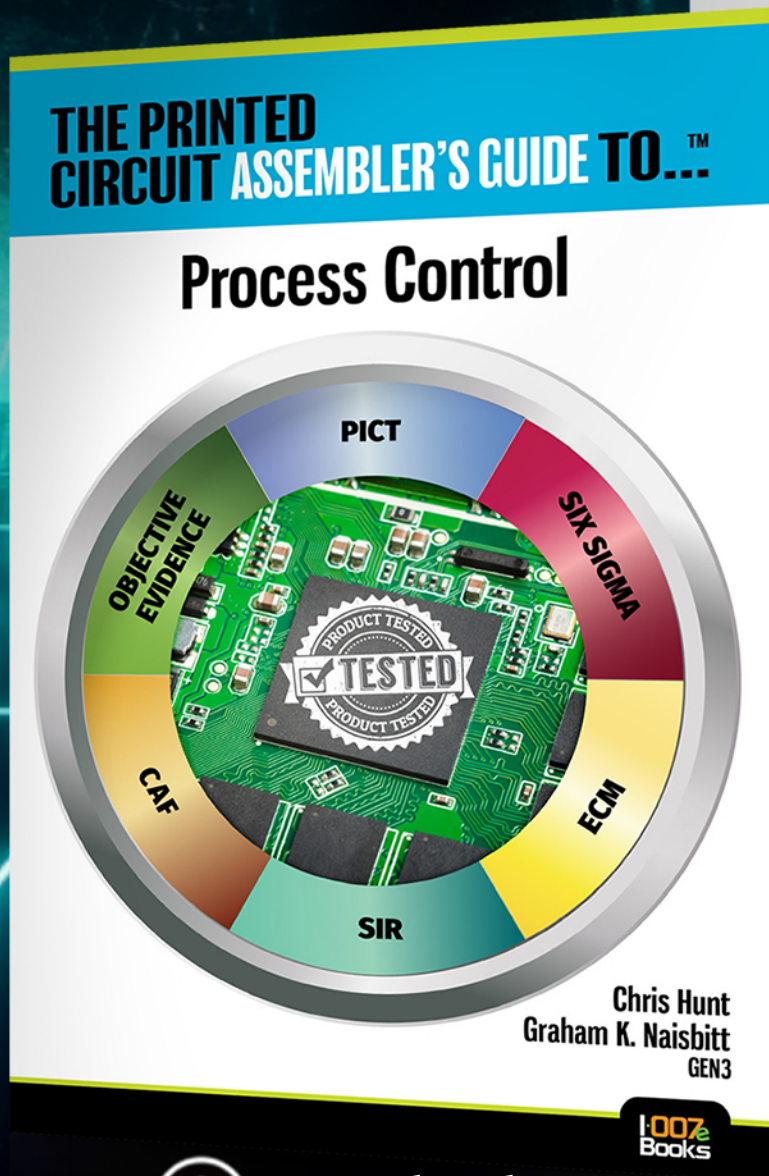 THE PRINTED
CIRCUIT ASSEMBLER'S GUIDE TO...™
Process Control
PICT
SIX SIGMA
OBJECTIVE
EVIDENCE
PRODUCT TESTED
TESTED
PRODUCT TESTED
CAF
ECM
SIR
Chris Hunt
Graham K. Naisbitt
GEN3
I-007e
Books